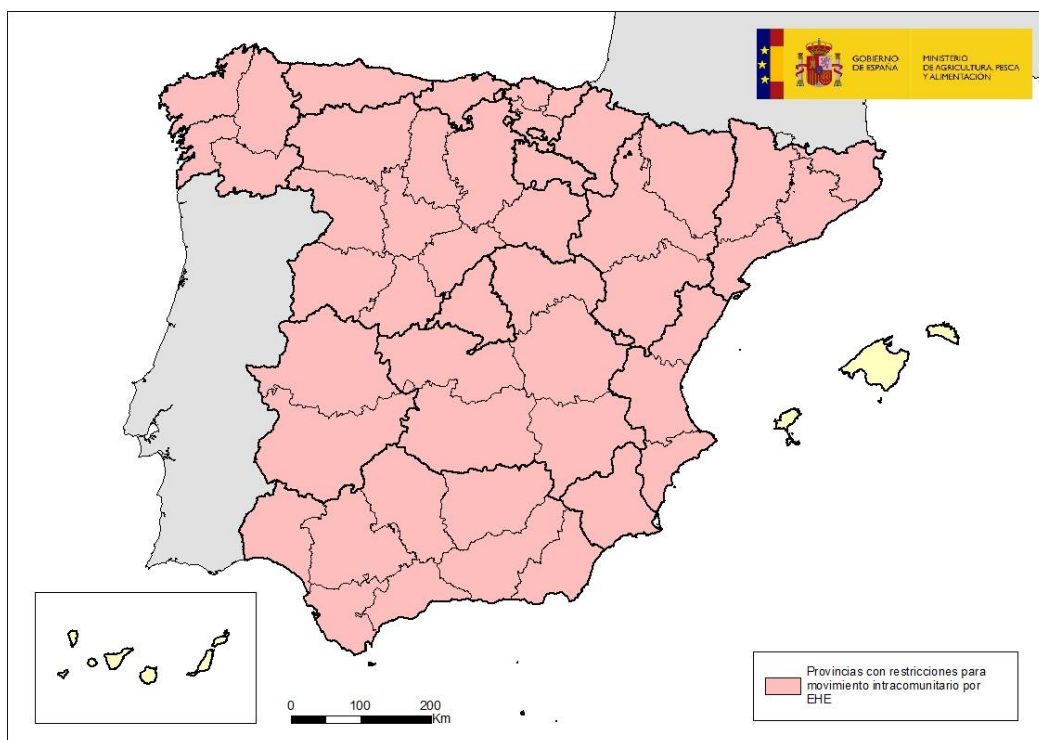 GOBIERNO
DE ESPAÑA
MINISTERIO
DE AGRICULTURA, PESCA
Y ALIMENTACIÓN
Provincias con restricciones para
movimiento intracomunitario por
EHE
0 100 200
Km